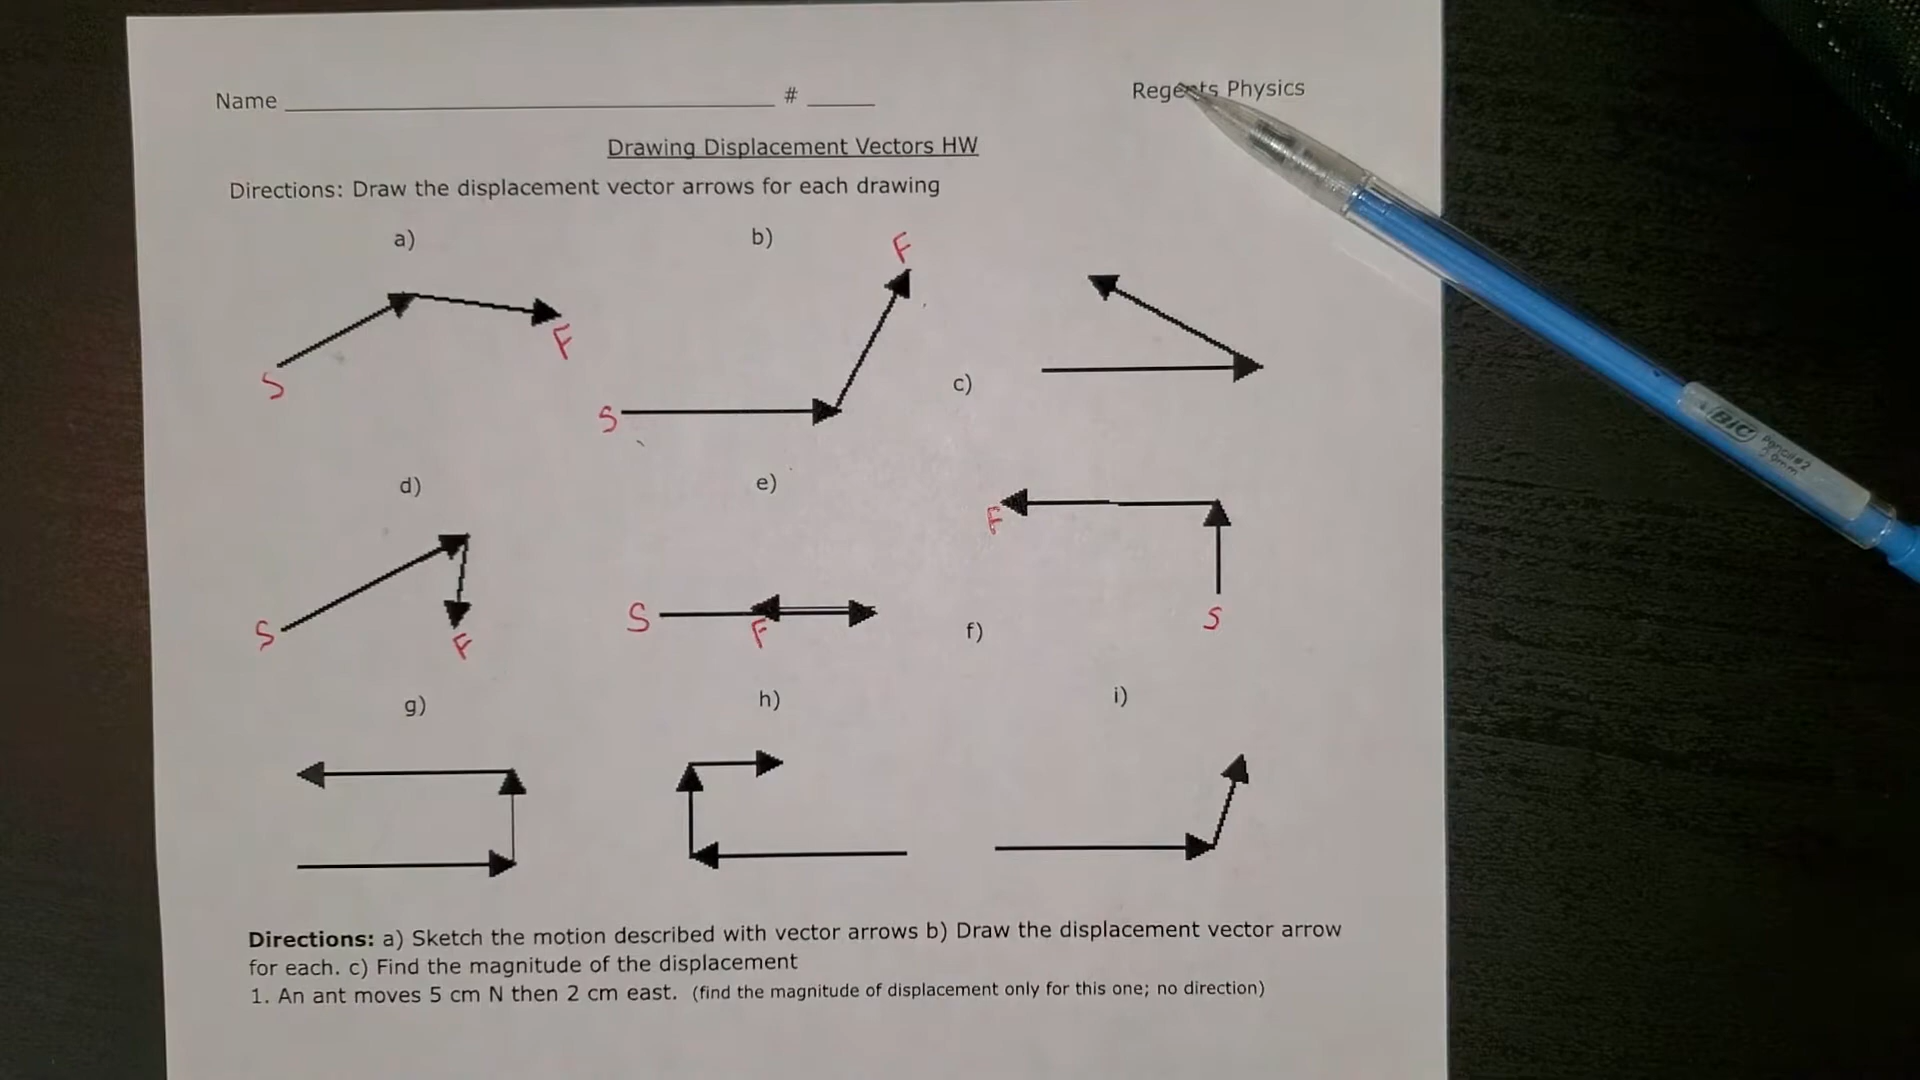 Name # 
Regents Physics
Drawing Displacement Vectors HW
Directions: Draw the displacement vector arrows for each drawing
a)
b)
F
F
S
S
c)
d)
e)
F
S
F
S
F
f)
S
g)
h)
i)
Directions: a) Sketch the motion described with vector arrows b) Draw the displacement vector arrow
for each. c) Find the magnitude of the displacement
1. An ant moves 5 cm N then 2 cm east. (find the magnitude of displacement only for this one; no direction)
BIC
Pencil #2